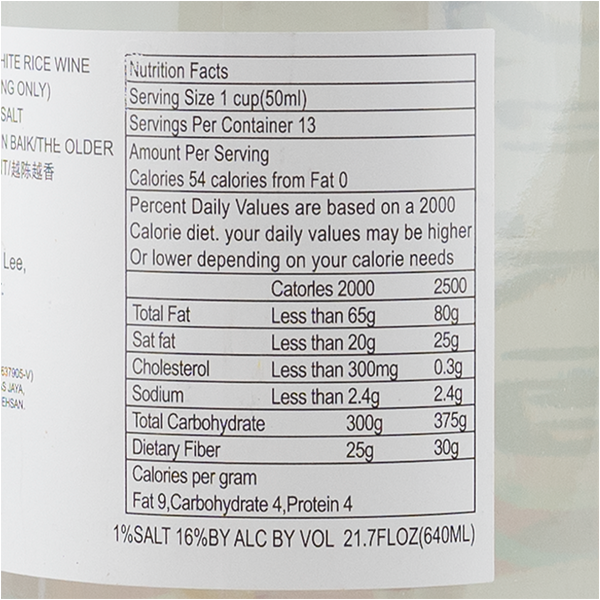 HITE RICE WINE
NG ONLY)
SALT
N BAIK/THE OLDER
IT/越陈越香
Lee,
637905-V)
S JAYA,
EHSAN.
Nutrition Facts
Serving Size 1 cup(50ml)
Servings Per Container 13
Amount Per Serving
Calories 54 calories from Fat 0
Percent Daily Values are based on a 2000
Calorie diet. your daily values may be higher
Or lower depending on your calorie needs
Catorles 2000 2500
Total Fat Less than 65g 80g
Sat fat Less than 20g 25g
Cholesterol Less than 300mg 0.3g
Sodium Less than 2.4g 2.4g
Total Carbohydrate 300g 375g
Dietary Fiber 25g 30g
Calories per gram
Fat 9,Carbohydrate 4,Protein 4
1%SALT 16%BY ALC BY VOL 21.7FLOZ(640ML)